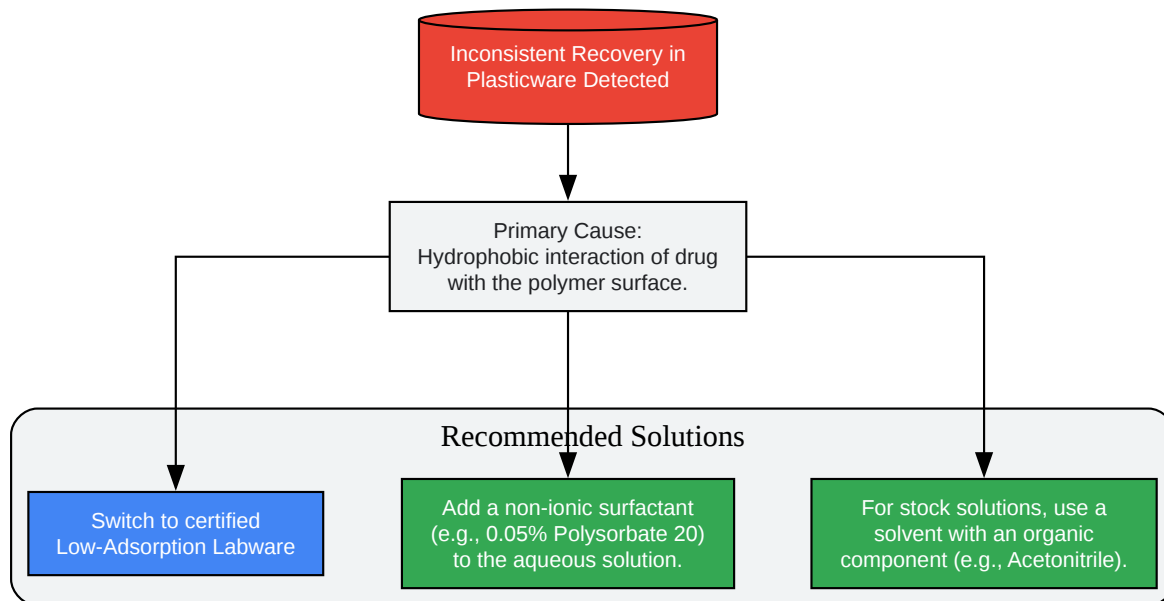 Inconsistent Recovery in
Plasticware Detected
Primary Cause:
Hydrophobic interaction of drug
with the polymer surface.
Recommended Solutions
Switch to certified
Low-Adsorption Labware
Add a non-ionic surfactant
(e.g., 0.05% Polysorbate 20)
to the aqueous solution.
For stock solutions, use a
solvent with an organic
component (e.g., Acetonitrile).